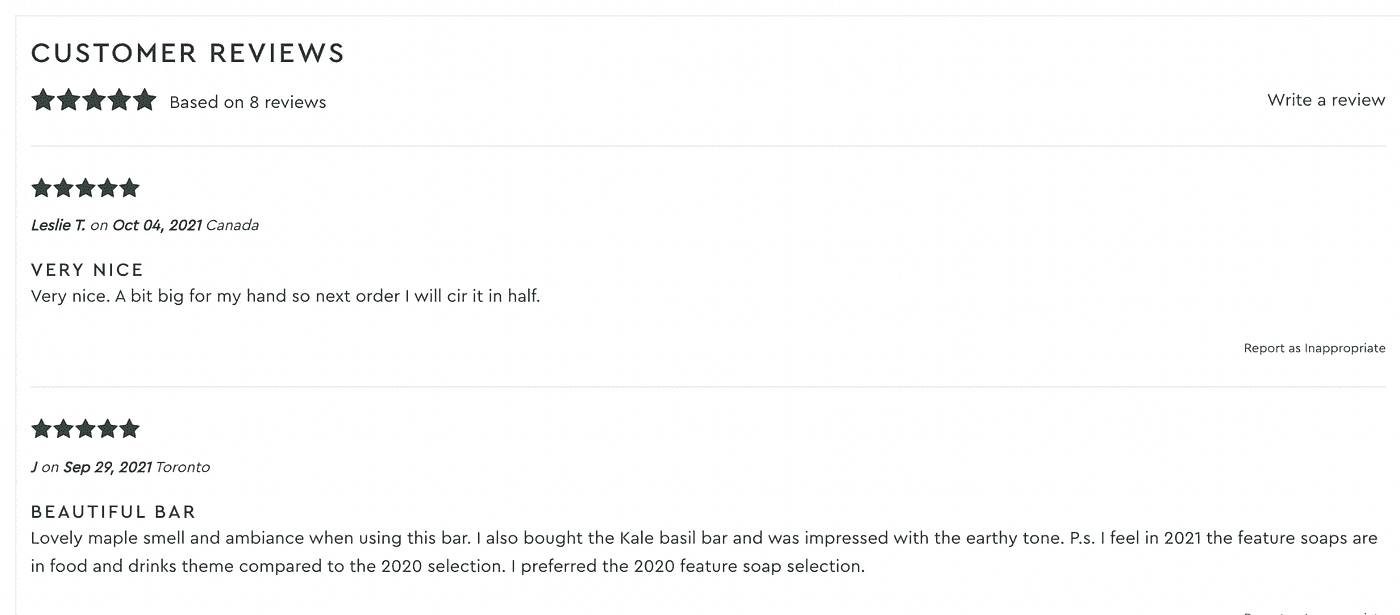 CUSTOMER REVIEWS
Based on 8 reviews
Write a review
Leslie T. on Oct 04, 2021 Canada
VERY NICE
Very nice. A bit big for my hand so next order I will cir it in half.
Report as Inappropriate
J on Sep 29, 2021 Toronto
BEAUTIFUL BAR
Lovely maple smell and ambiance when using this bar. I also bought the Kale basil bar and was impressed with the earthy tone. P.s. I feel in 2021 the feature soaps are
in food and drinks theme compared to the 2020 selection. I preferred the 2020 feature soap selection.